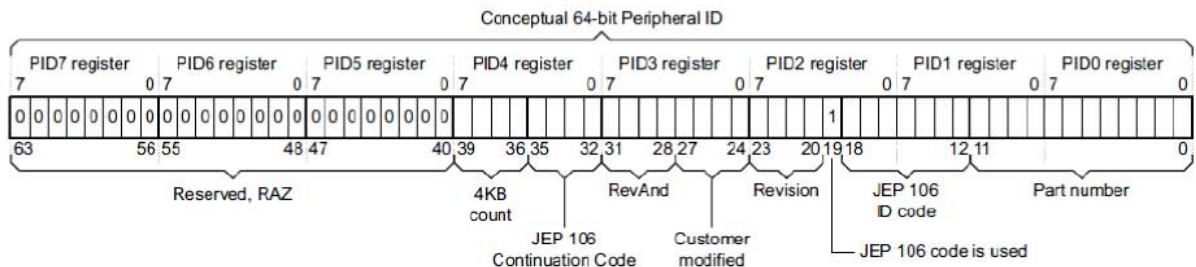 Conceptual 64-bit Peripheral ID
PID7 register PID6 register PID5 register PID4 register PID3 register PID2 register PID1 register PID0 register
7 0 7 0 7 0 7 0 7 0 7 0 7 0 7 0
0 0 0 0 0 0 0 0 0 0 0 0 0 0 0 0 0 0 0 0 0 0 0 0 1
63 56 55 48 47 40 39 36 35 32 31 28 27 24 23 20 19 18 12 11 0
Reserved, RAZ 4KB count RevAnd Revision JEP 106 ID code Part number
JEP 106 Continuation Code Customer modified JEP 106 code is used